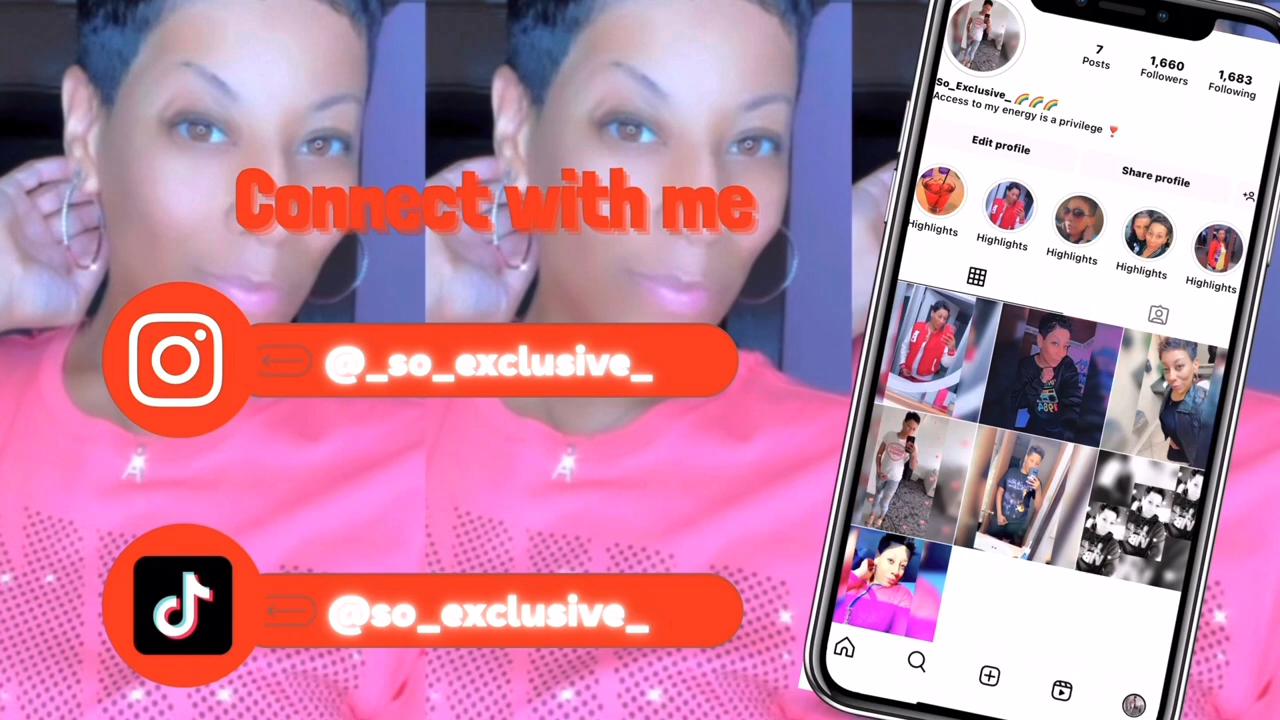 Connect with me
@_so_exclusive_
@so_exclusive_
7
Posts
1,660
Followers
1,683
Following
So_Exclusive_ 🌈🌈🌈
Access to my energy is a privilege ❣️
Edit profile
Share profile
Highlights
Highlights
Highlights
Highlights
Highlights
A
A
1984